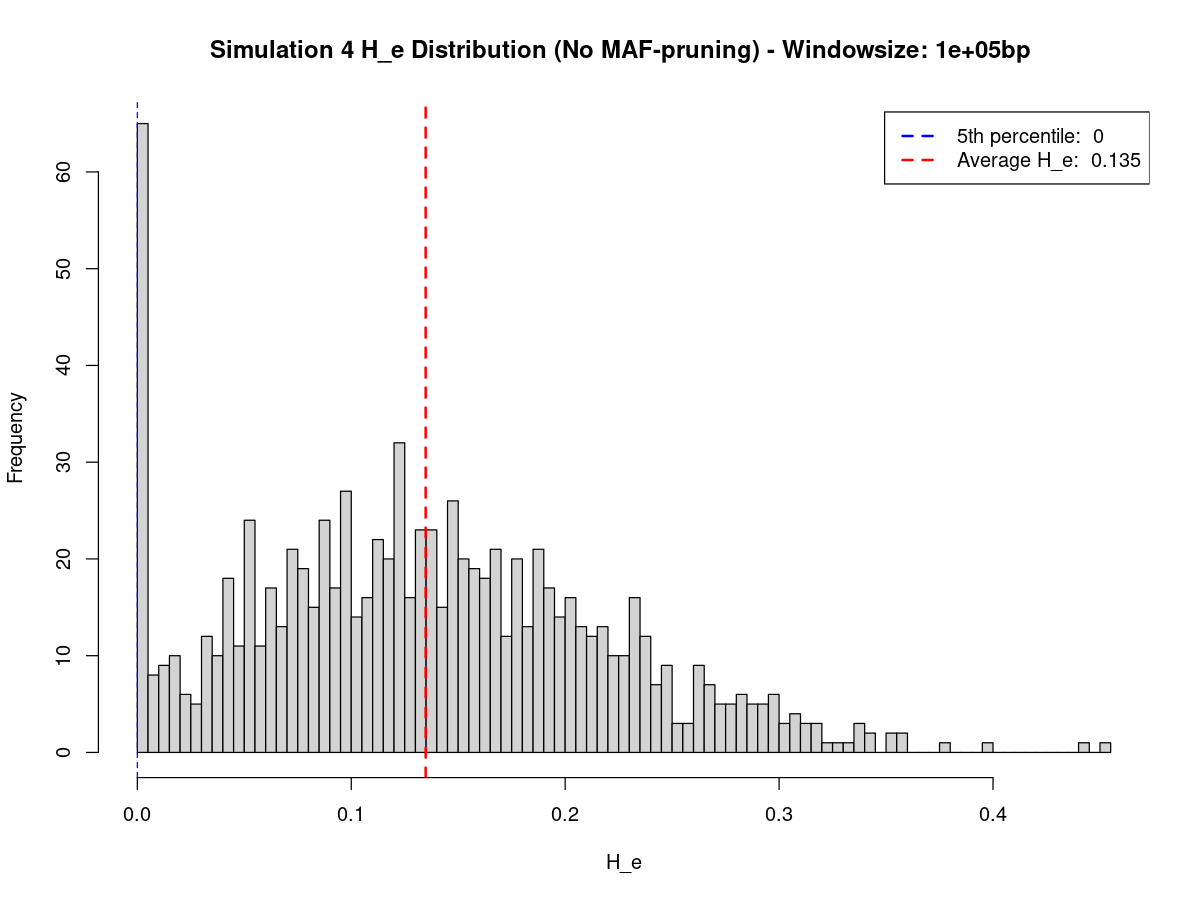 Simulation 4 H_e Distribution (No MAF-pruning) - Windowsize: 1e+05bp
5th percentile: 0
Average H_e: 0.135
Frequency
60
50
40
30
20
10
0
0.0 0.1 0.2 0.3 0.4
H_e